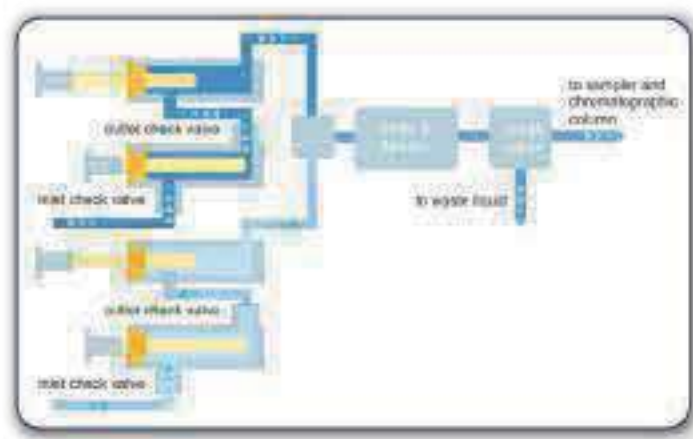 to sampler and
chromatographic
column
outlet check valve
inlet check valve
to waste liquid
outlet check valve
inlet check valve